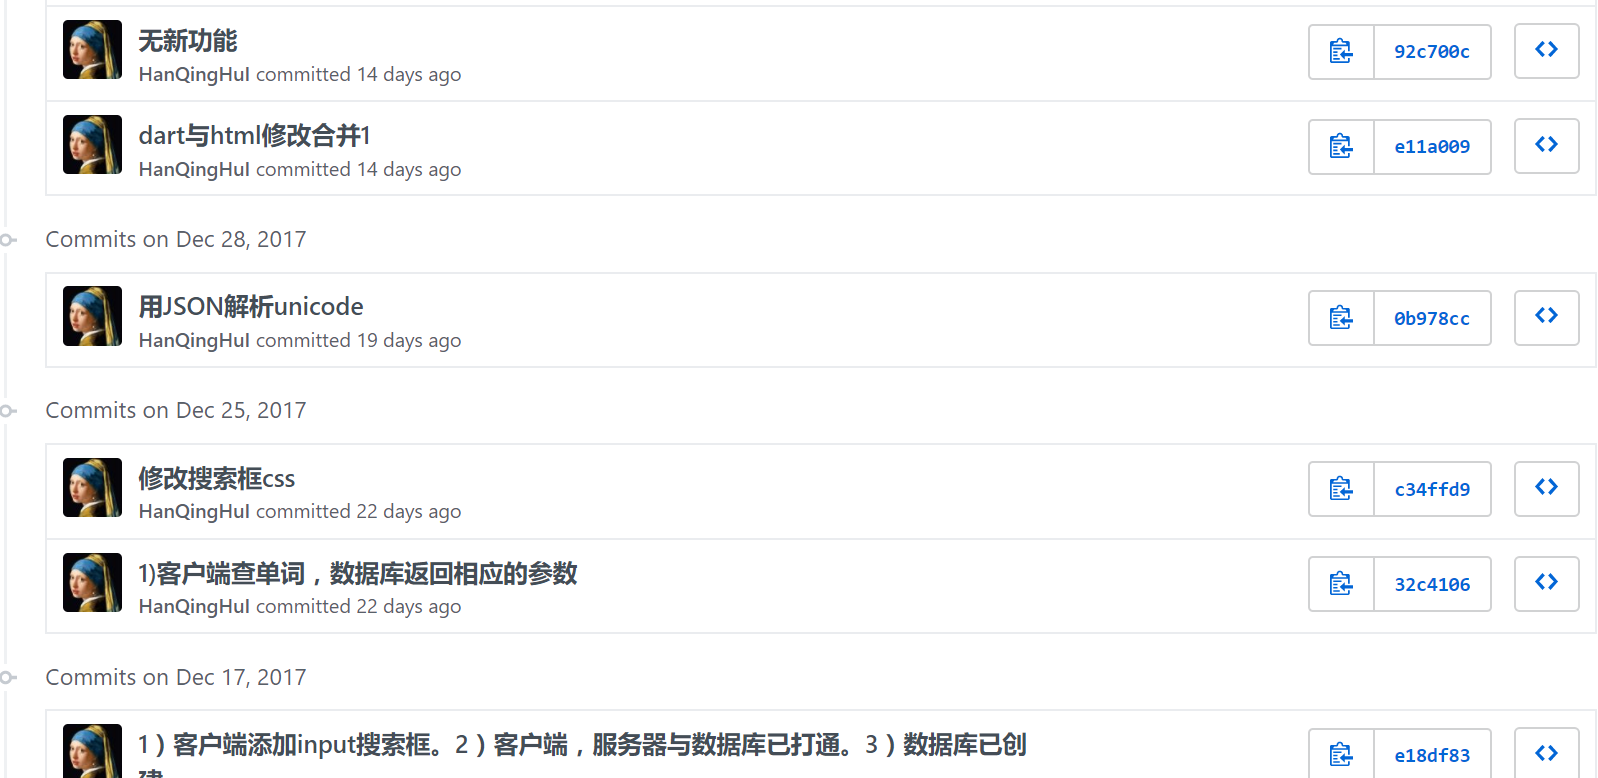 无新功能
HanQingHuI committed 14 days ago
92c700c
dart与html修改合并1
HanQingHuI committed 14 days ago
e11a009
Commits on Dec 28, 2017
用JSON解析unicode
HanQingHuI committed 19 days ago
0b978cc
Commits on Dec 25, 2017
修改搜索框css
HanQingHuI committed 22 days ago
c34ffd9
1)客户端查单词，数据库返回相应的参数
HanQingHuI committed 22 days ago
32c4106
Commits on Dec 17, 2017
1）客户端添加input搜索框。2）客户端，服务器与数据库已打通。3）数据库已创
e18df83